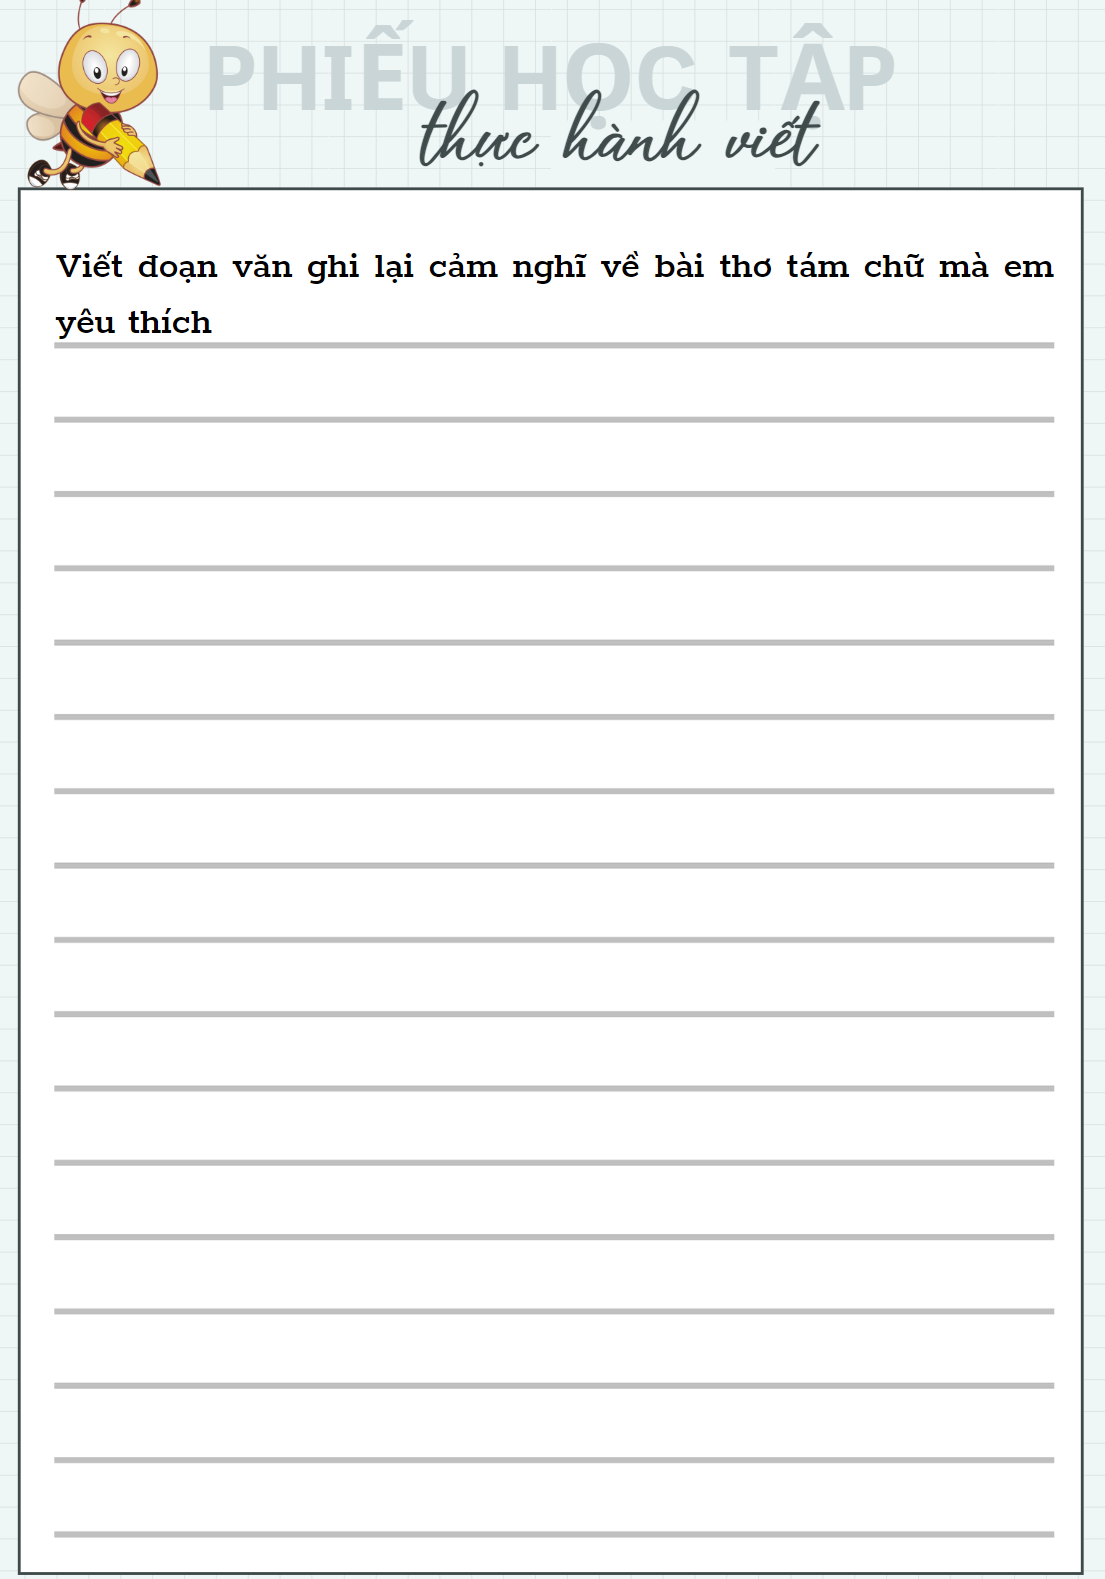 PHIẾU HỌC TẬP
thực hành viết
Viết đoạn văn ghi lại cảm nghĩ về bài thơ tám chữ mà em
yêu thích